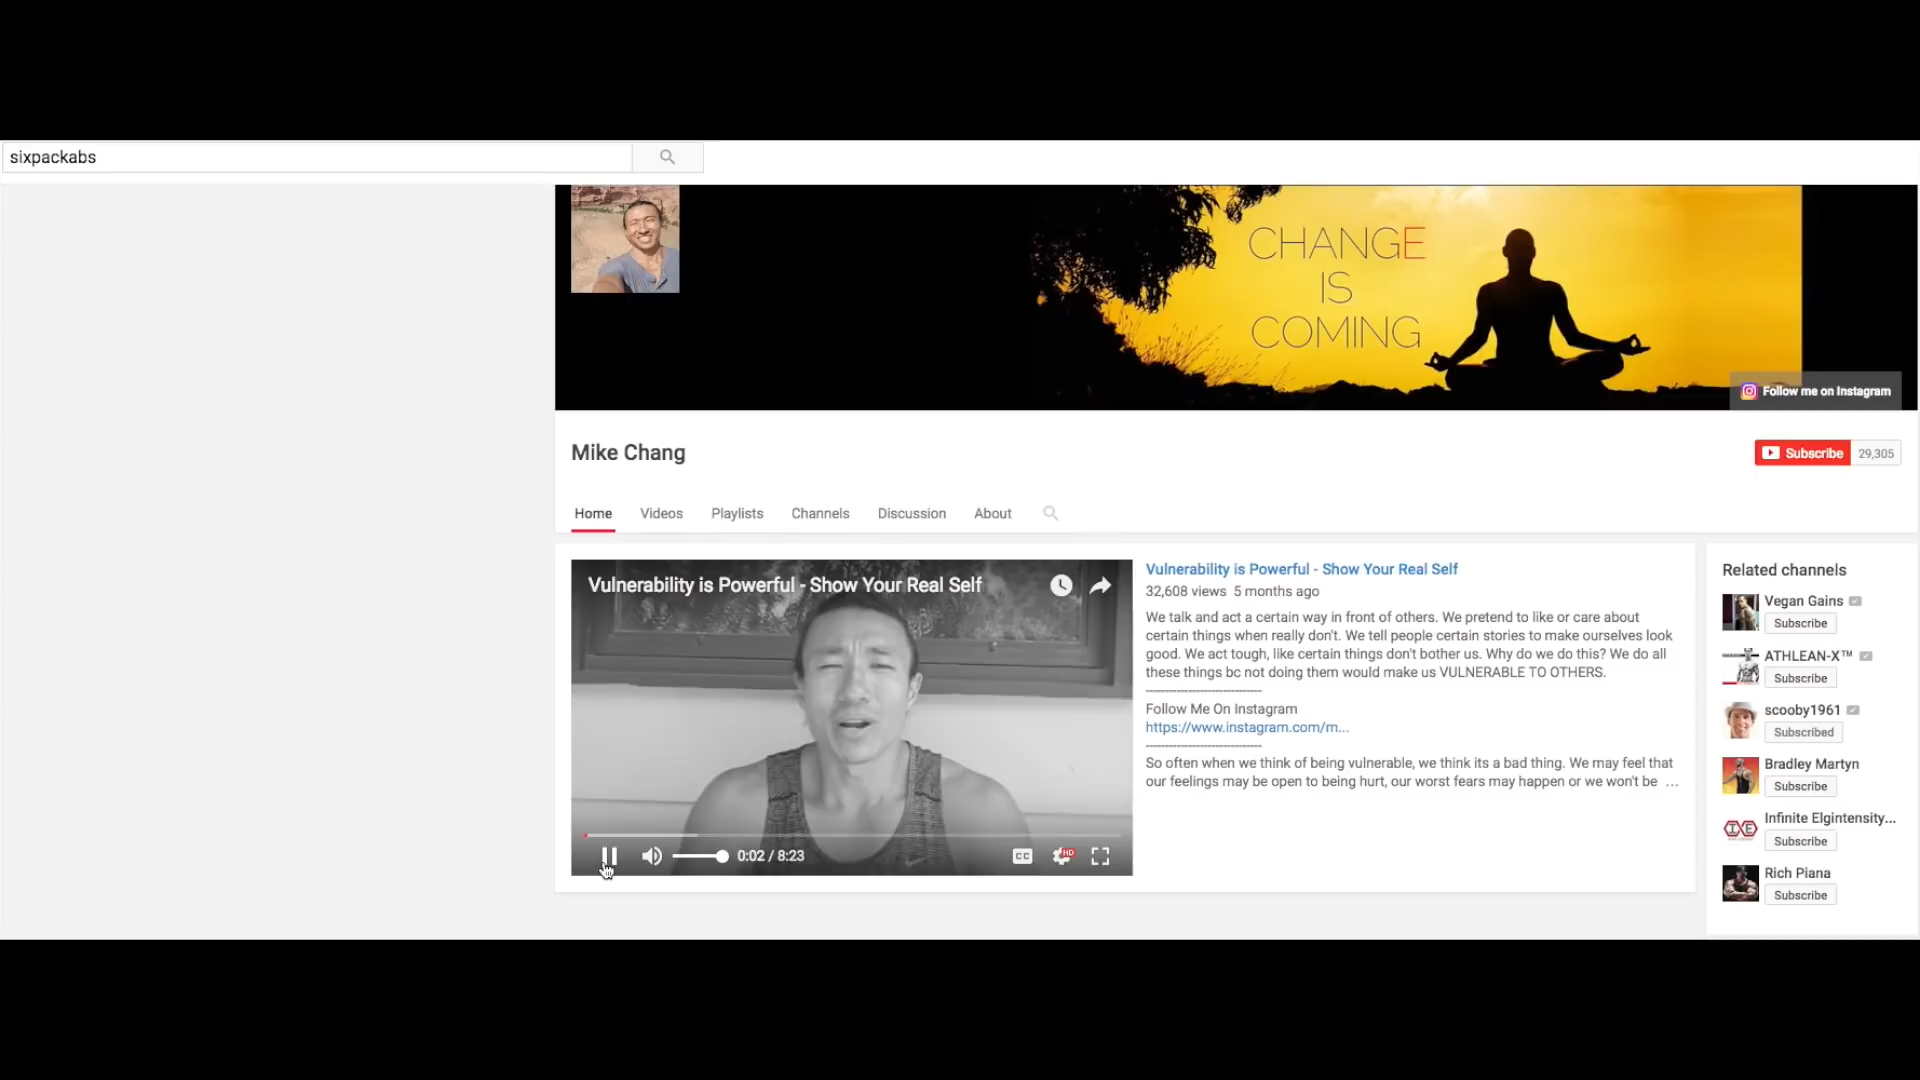 sixpackabs
CHANGE
IS
COMING
Follow me on Instagram
Mike Chang
Subscribe 29,305
Home Videos Playlists Channels Discussion About
Vulnerability is Powerful - Show Your Real Self
0:02 / 8:23
CC
HD
Vulnerability is Powerful - Show Your Real Self
32,608 views 5 months ago
We talk and act a certain way in front of others. We pretend to like or care about
certain things when really don't. We tell people certain stories to make ourselves look
good. We act tough, like certain things don't bother us. Why do we do this? We do all
these things bc not doing them would make us VULNERABLE TO OTHERS.
------------------------------
Follow Me On Instagram
https://www.instagram.com/m...
------------------------------
So often when we think of being vulnerable, we think its a bad thing. We may feel that
our feelings may be open to being hurt, our worst fears may happen or we won't be ...
Related channels
Vegan Gains
Subscribe
ATHLEAN-X™
Subscribe
scooby1961
Subscribed
Bradley Martyn
Subscribe
Infinite Elgintensity...
Subscribe
Rich Piana
Subscribe